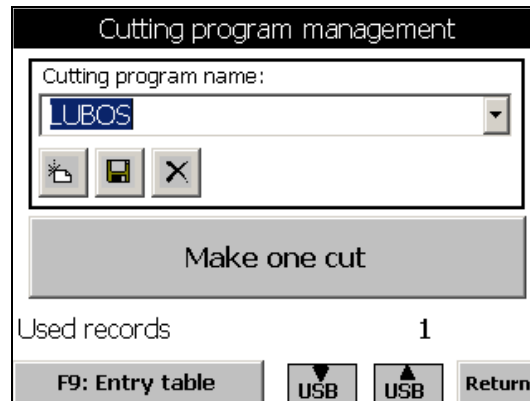 Cutting program management
Cutting program name:
LUBOS
Make one cut
Used records 1
F9: Entry table USB USB Return